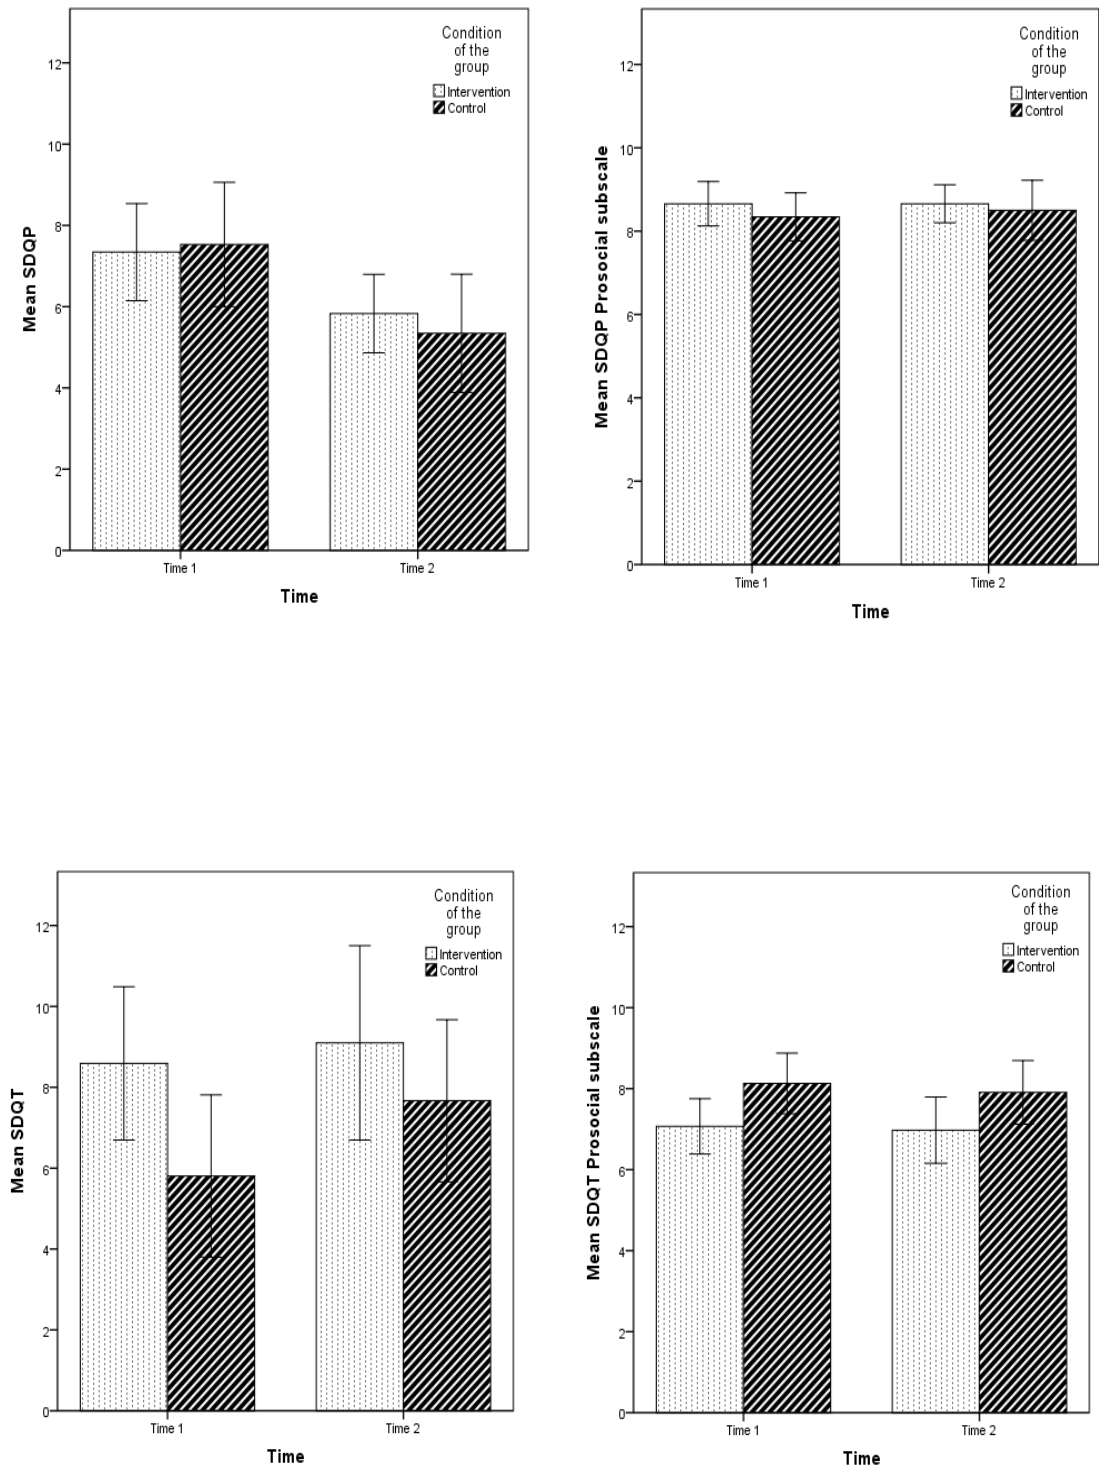 Condition
of the
group
Intervention
Control
Mean SDQP
12
10
8
6
4
2
0
Time 1
Time 2
Time
Condition
of the
group
Intervention
Control
Mean SDQP Prosocial subscale
12
10
8
6
4
2
0
Time 1
Time 2
Time
Condition
of the
group
Intervention
Control
Mean SDQT
12
10
8
6
4
2
0
Time 1
Time 2
Time
Condition
of the
group
Intervention
Control
Mean SDQT Prosocial subscale
12
10
8
6
4
2
0
Time 1
Time 2
Time